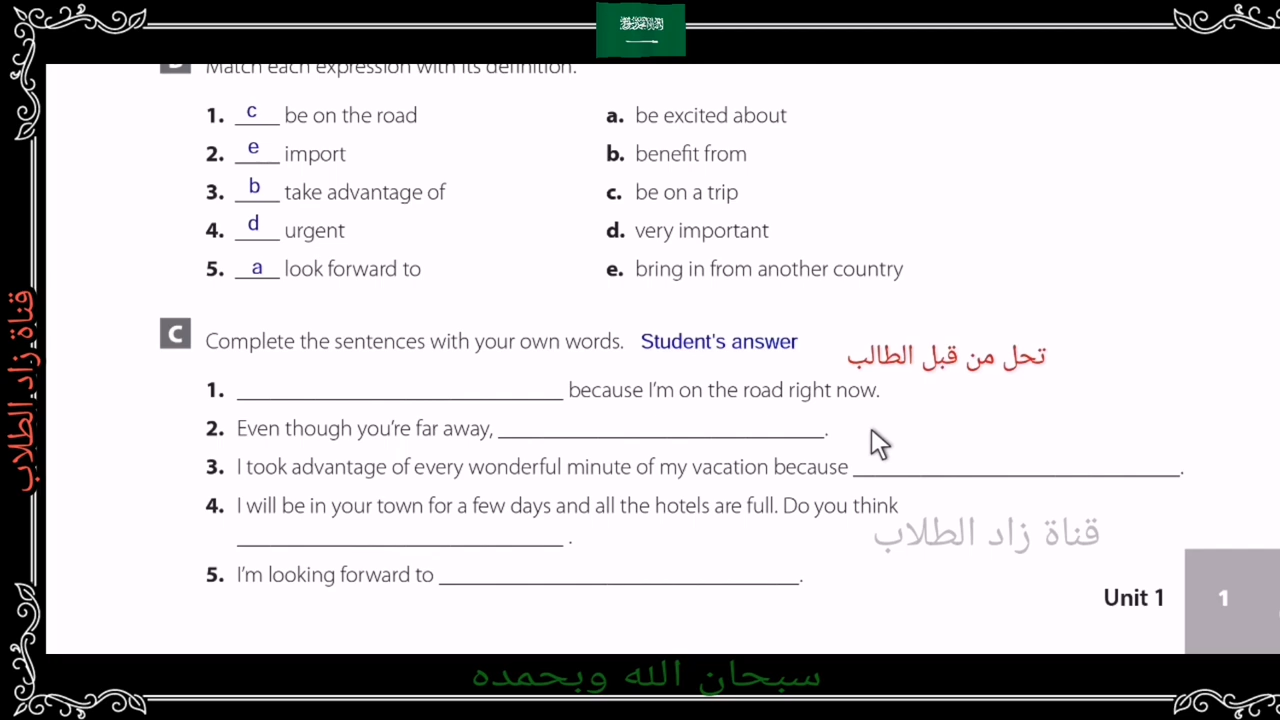 Match each expression with its definition.
1. c be on the road
a. be excited about
2. e import
b. benefit from
3. b take advantage of
c. be on a trip
4. d urgent
d. very important
5. a look forward to
e. bring in from another country
C Complete the sentences with your own words. Student's answer
تحل من قبل الطالب
1. ______ because I'm on the road right now.
2. Even though you're far away, ______.
3. I took advantage of every wonderful minute of my vacation because ______.
4. I will be in your town for a few days and all the hotels are full. Do you think
______ .
قناة زاد الطلاب
5. I'm looking forward to ______.
Unit 1 1
قناة زاد الطلاب
سبحان الله وبحمده